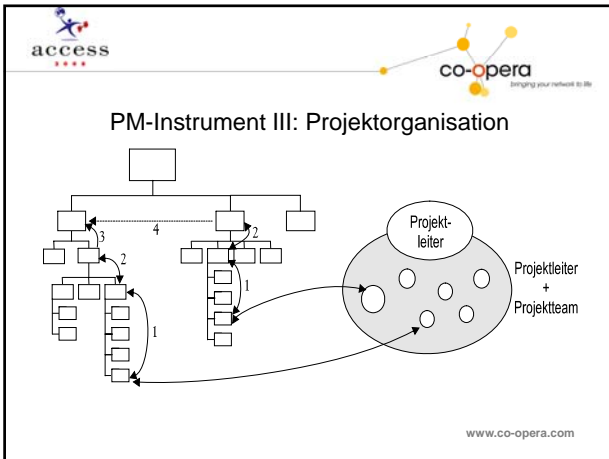 access
co-opera
bringing your network to life
PM-Instrument III: Projektorganisation
4
3
2
2
1
1
Projekt-
leiter
Projektleiter
+
Projektteam
www.co-opera.com